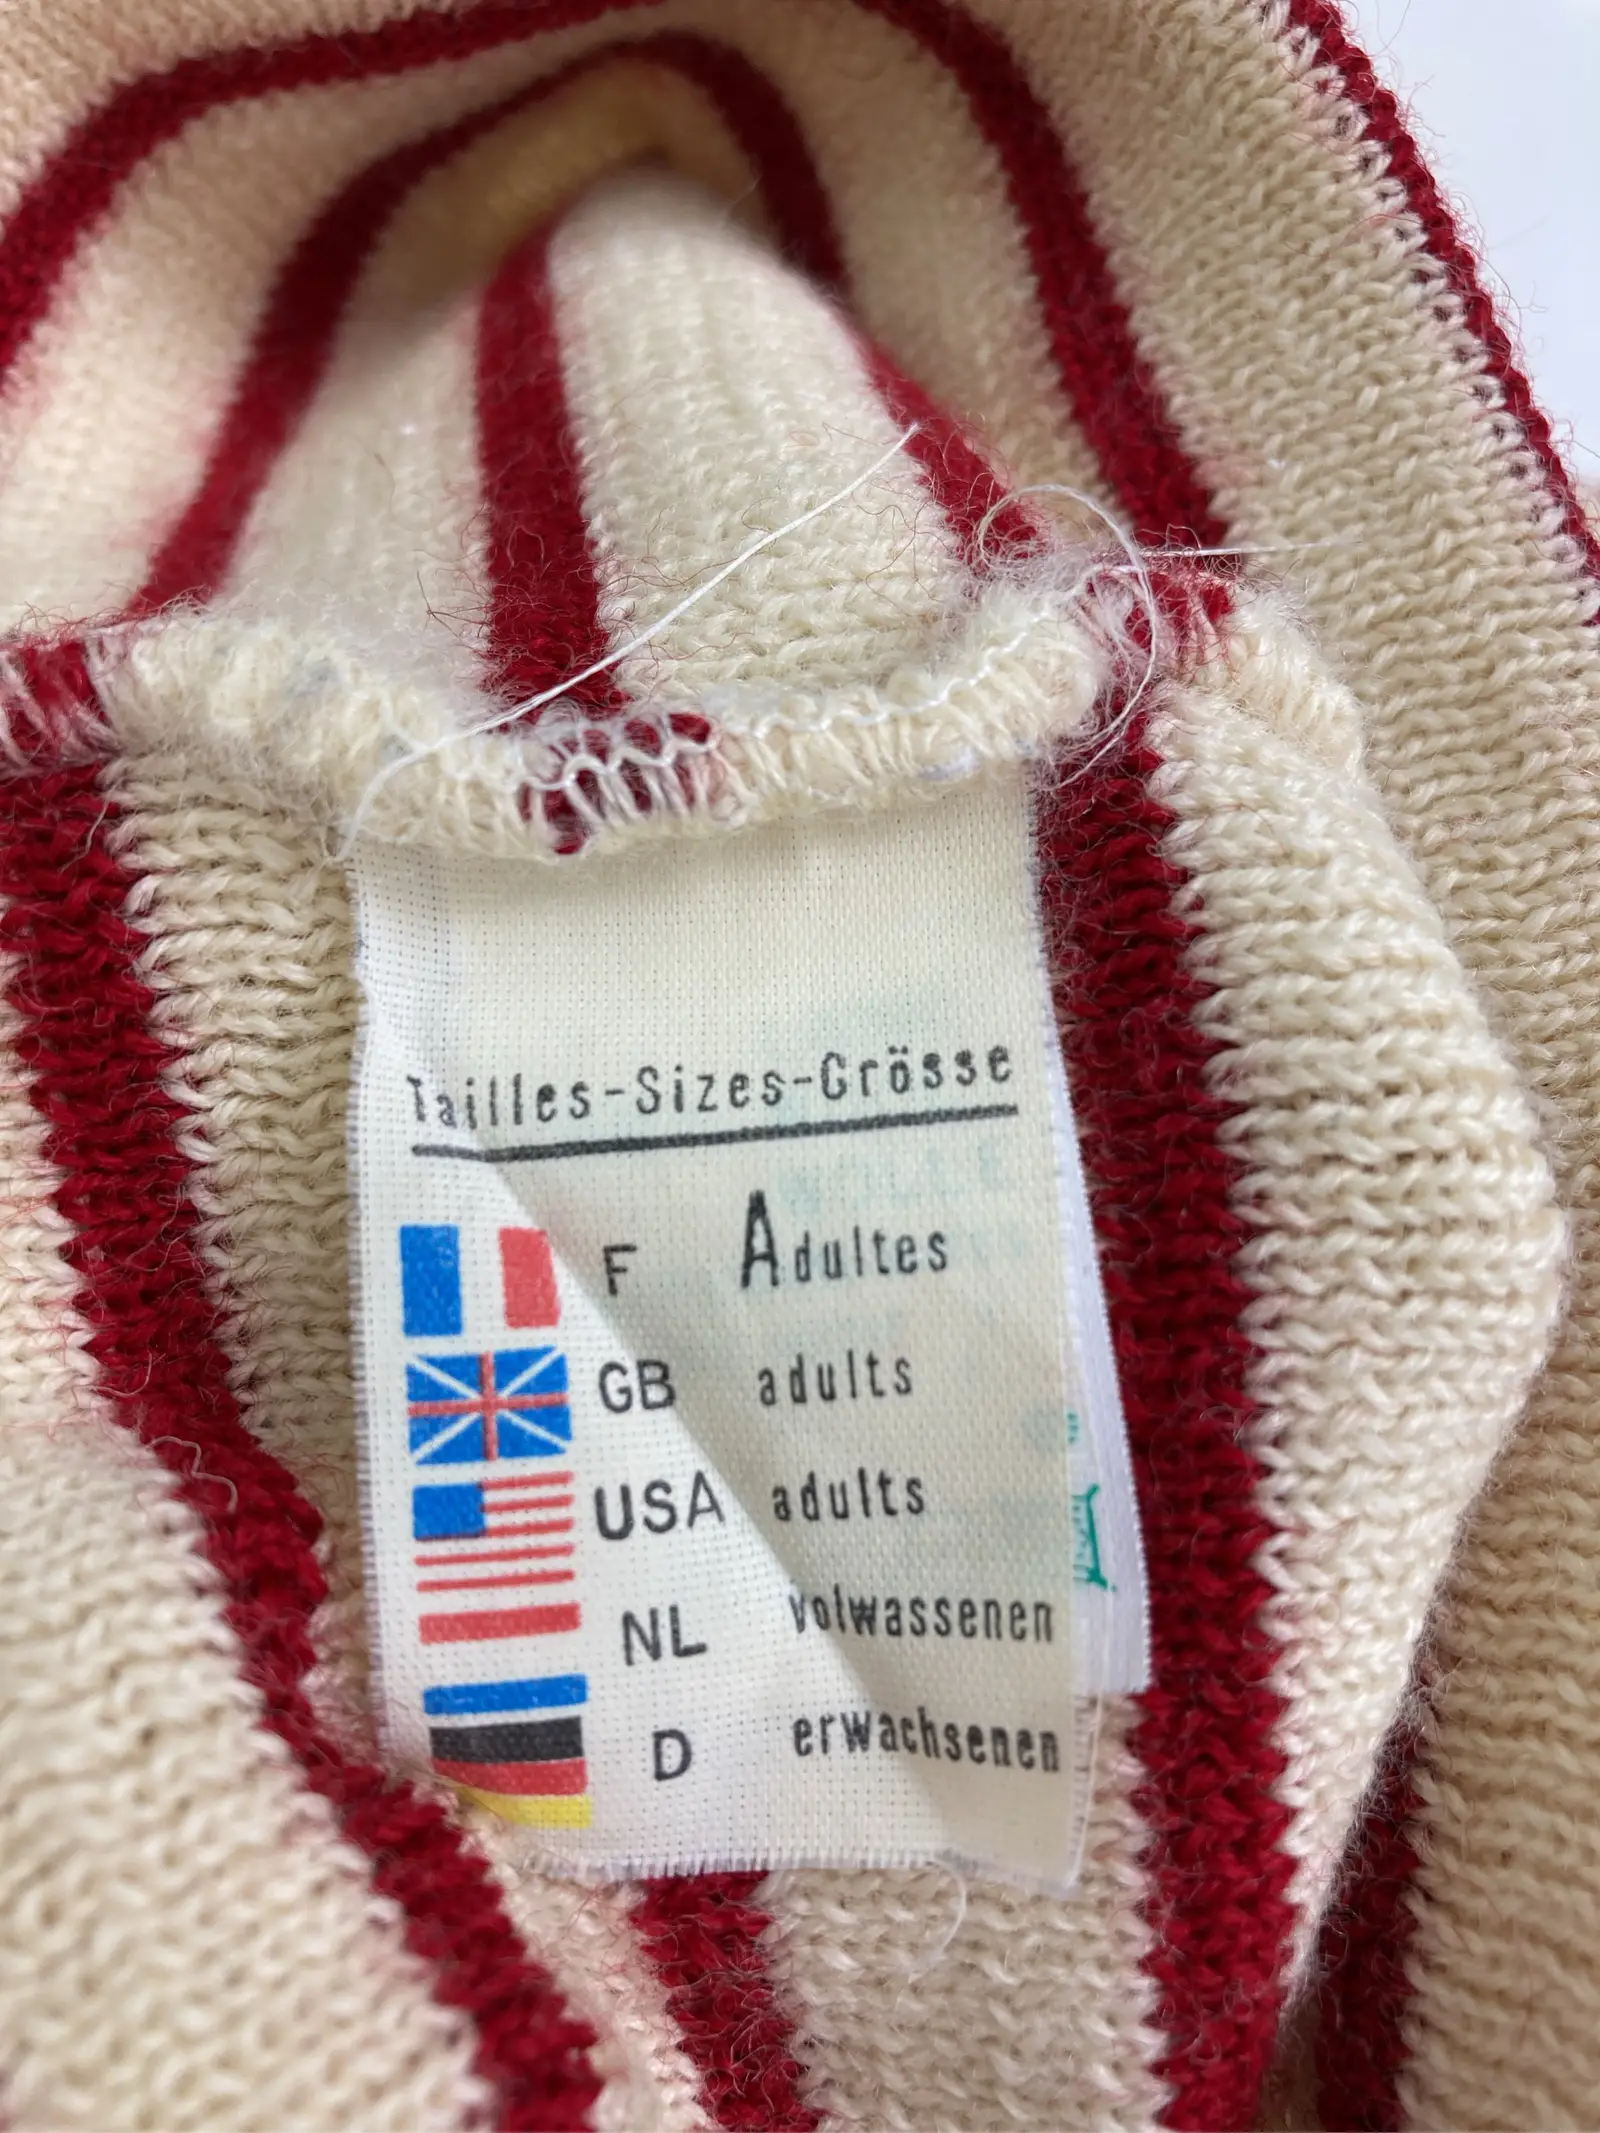 Tailles-Sizes-Grösse
F Adultes
GB adults
USA adults
NL volwassenen
D erwachsenen